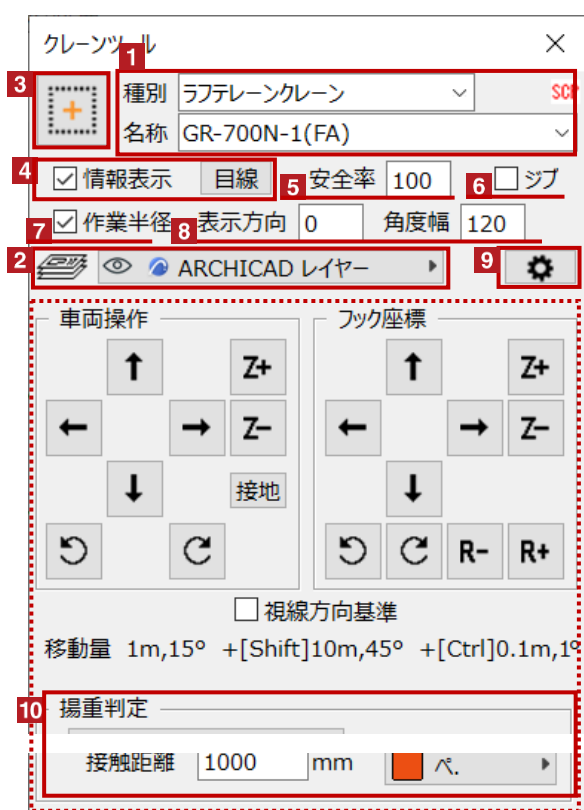 クレーンツール
1
3
種別 ラフテレーンクレーン
名称 GR-700N-1(FA)
4 情報表示 目線 5 安全率 100 6 ジブ
7 作業半径 8 表示方向 0 角度幅 120
2 ARCHICAD レイヤー 9
車両操作 フック座標
↑ Z+ ↑ Z+
← → Z- ← → Z-
↓ 接地 ↓
R- R+
視線方向基準
移動量 1m,15° +[Shift]10m,45° +[Ctrl]0.1m,1°
10 揚重判定
接触距離 1000 mm ペ.